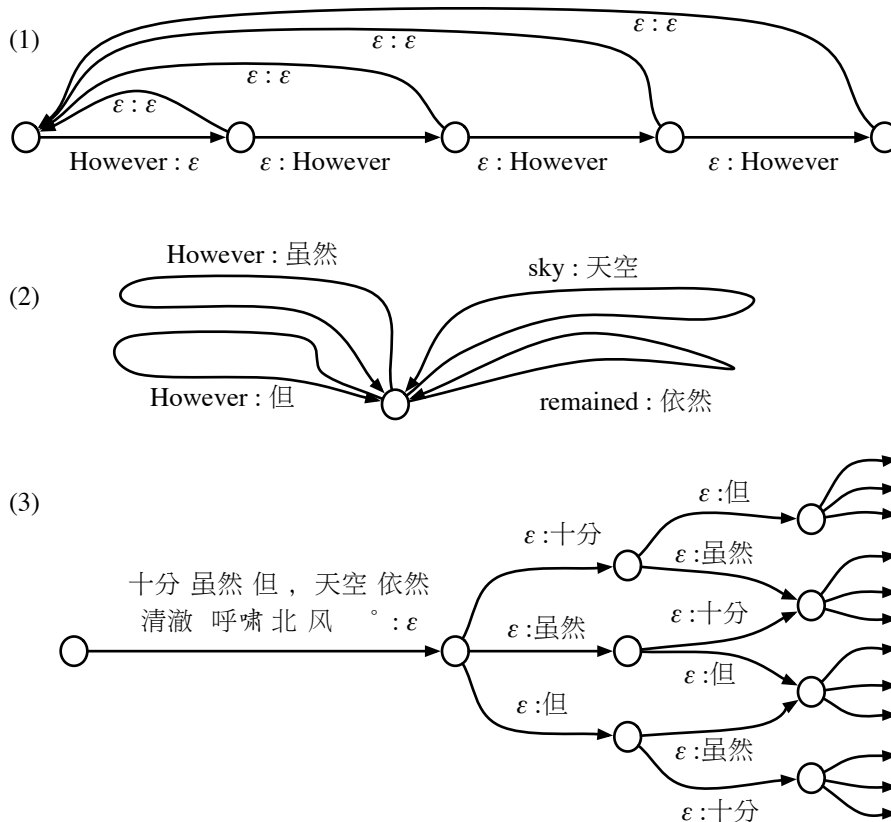 (1)
ε : ε
ε : ε
ε : ε
ε : ε
However : ε
ε : However
ε : However
ε : However
(2)
However : 虽然
sky : 天空
However : 但
remained : 依然
(3)
ε :但
ε :十分
ε :虽然
十分 虽然 但 ，天空 依然
清澈 呼啸 北 风 。: ε
ε :十分
ε :虽然
ε :但
ε :但
ε :虽然
ε :十分